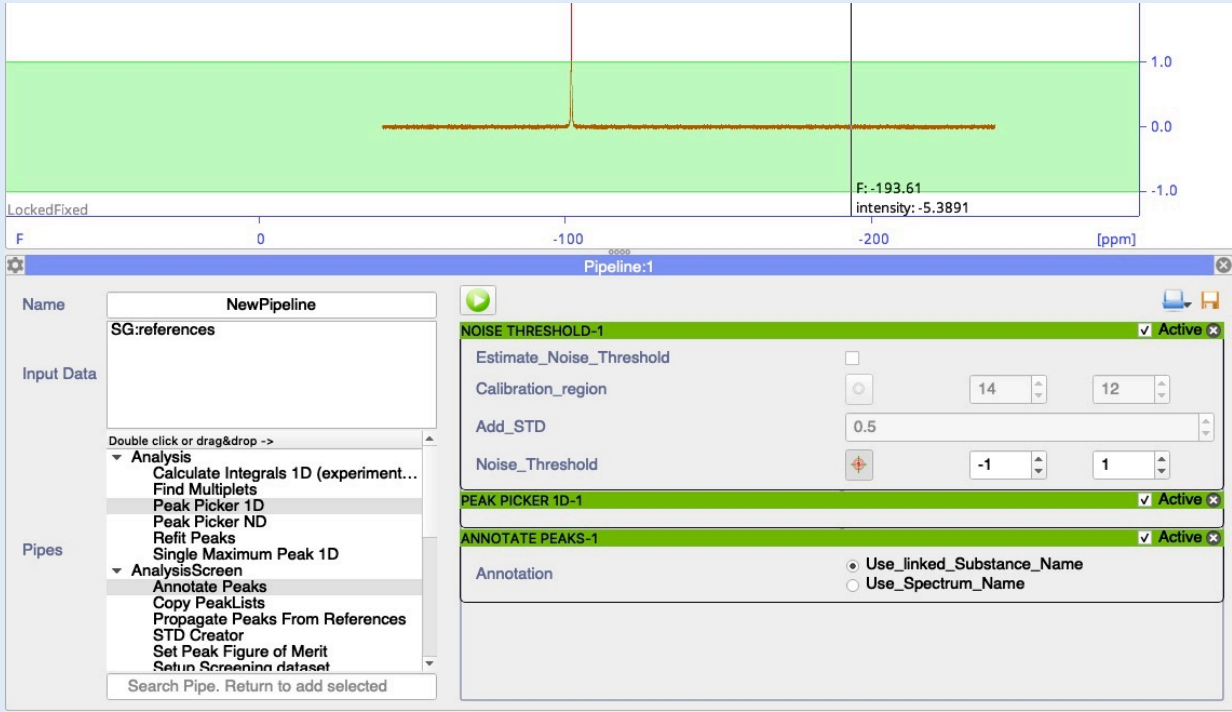 1.0
0.0
-1.0
F: -193.61
intensity: -5.3891
LockedFixed
F 0 -100 -200 [ppm]
Pipeline:1
Name NewPipeline
Input Data SG:references
Pipes
Double click or drag&drop ->
Analysis
Calculate Integrals 1D (experiment...
Find Multiplets
Peak Picker 1D
Peak Picker ND
Refit Peaks
Single Maximum Peak 1D
AnalysisScreen
Annotate Peaks
Copy PeakLists
Propagate Peaks From References
STD Creator
Set Peak Figure of Merit
Setup Screening dataset
Search Pipe. Return to add selected
NOISE THRESHOLD-1 Active
Estimate_Noise_Threshold
Calibration_region 14 12
Add_STD 0.5
Noise_Threshold -1 1
PEAK PICKER 1D-1 Active
ANNOTATE PEAKS-1 Active
Annotation Use_linked_Substance_Name
Use_Spectrum_Name